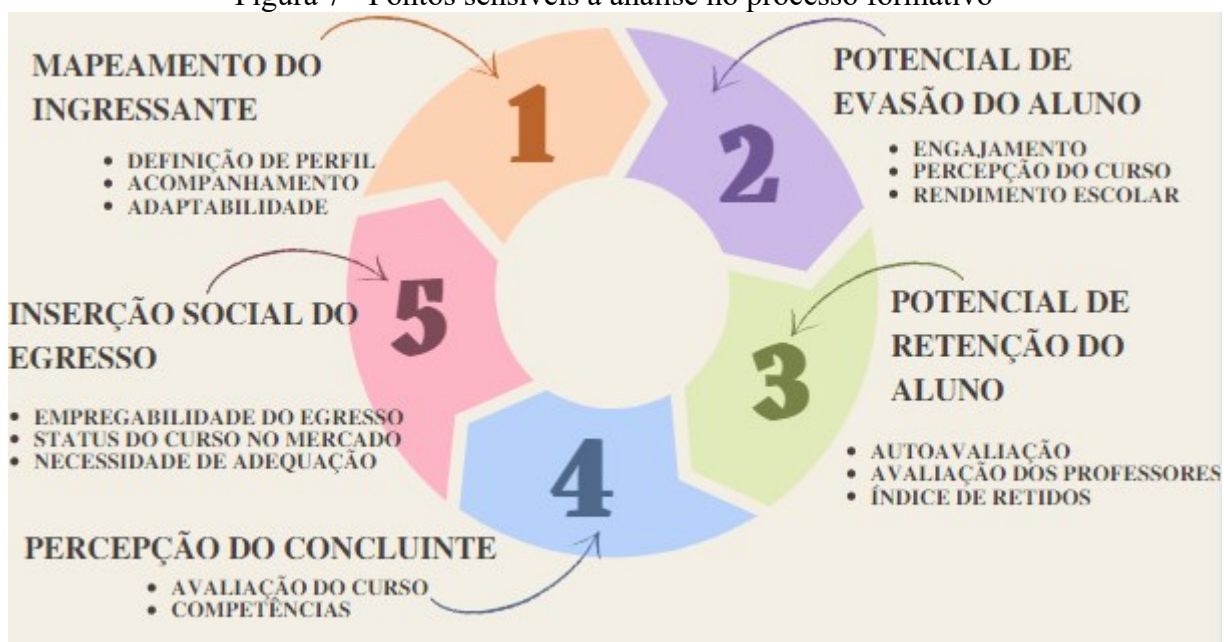 Figura 7 - Pontos sensíveis à análise no processo formativo
MAPEAMENTO DO
INGRESSANTE
• DEFINIÇÃO DE PERFIL
• ACOMPANHAMENTO
• ADAPTABILIDADE
1
POTENCIAL DE
EVASÃO DO ALUNO
• ENGAJAMENTO
• PERCEPÇÃO DO CURSO
• RENDIMENTO ESCOLAR
2
POTENCIAL DE
RETENÇÃO DO
ALUNO
• AUTOAVALIAÇÃO
• AVALIAÇÃO DOS PROFESSORES
• ÍNDICE DE RETIDOS
3
PERCEPÇÃO DO CONCLUINTE
• AVALIAÇÃO DO CURSO
• COMPETÊNCIAS
4
INSERÇÃO SOCIAL DO
EGRESSO
• EMPREGABILIDADE DO EGRESSO
• STATUS DO CURSO NO MERCADO
• NECESSIDADE DE ADEQUAÇÃO
5